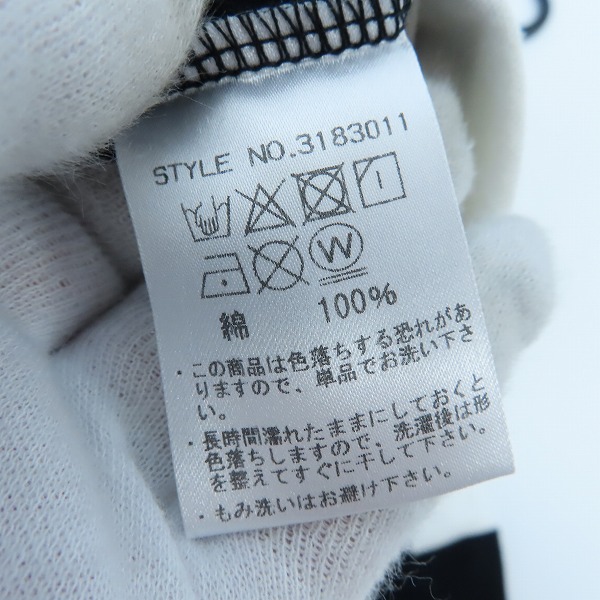 STYLE NO.3183011
W
綿 100%
・この商品は色落ちする恐れがあ
りますので、単品でお洗い下さ
い。
・長時間濡れたままにしておくと
色落ちしますので、洗濯後は形
を整えてすぐに干して下さい。
・もみ洗いはお避け下さい。